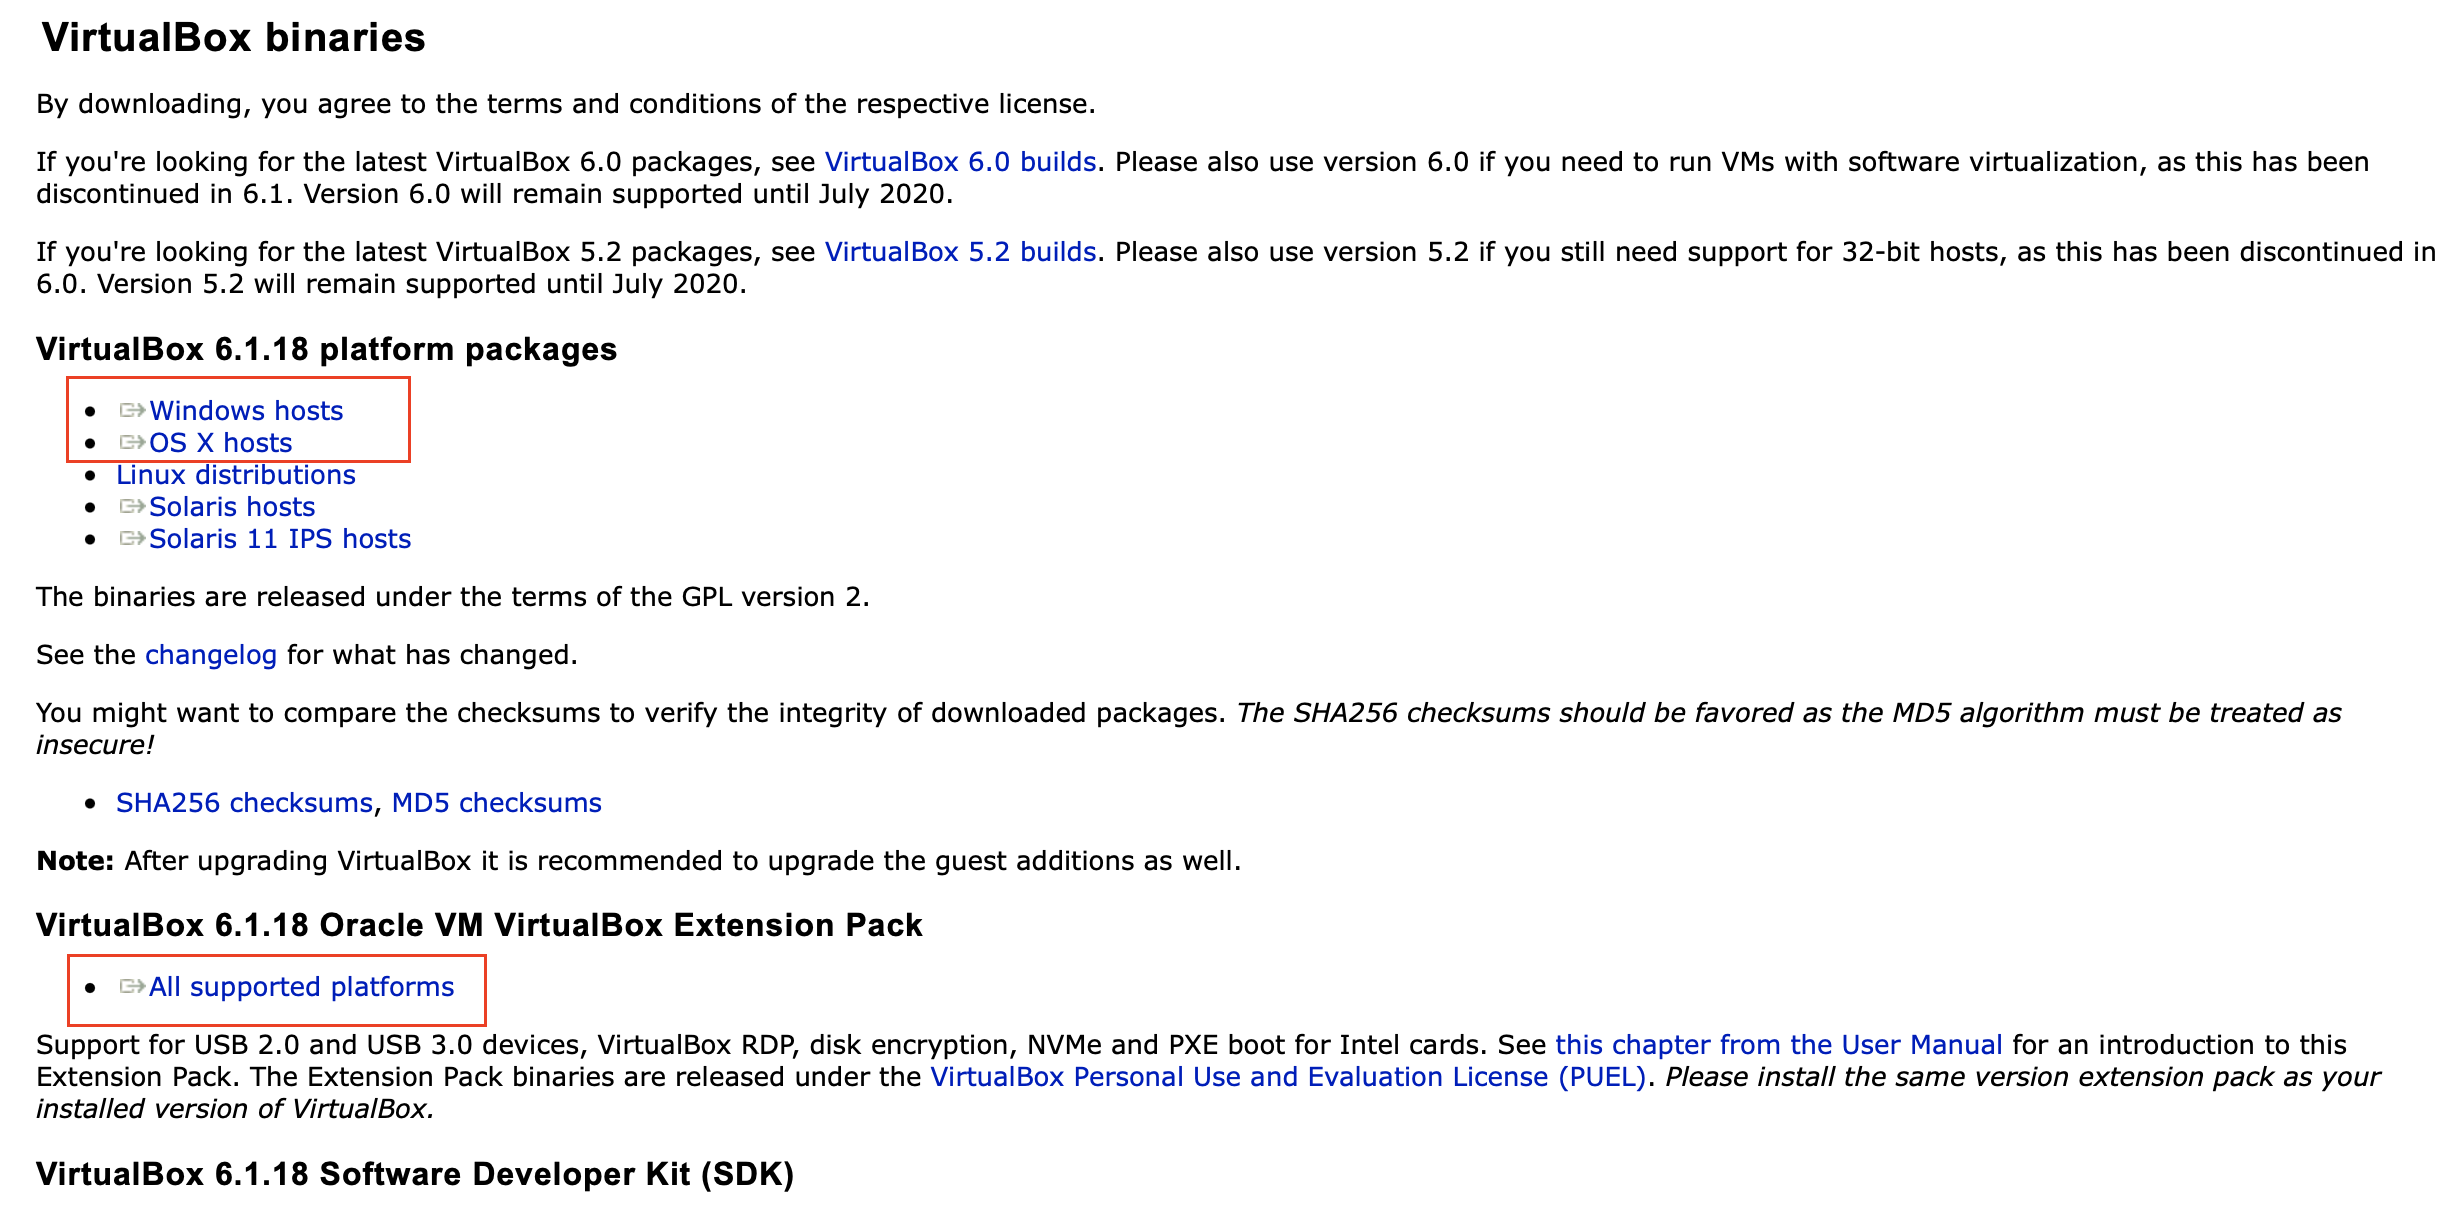 VirtualBox binaries
By downloading, you agree to the terms and conditions of the respective license.
If you're looking for the latest VirtualBox 6.0 packages, see VirtualBox 6.0 builds. Please also use version 6.0 if you need to run VMs with software virtualization, as this has been
discontinued in 6.1. Version 6.0 will remain supported until July 2020.
If you're looking for the latest VirtualBox 5.2 packages, see VirtualBox 5.2 builds. Please also use version 5.2 if you still need support for 32-bit hosts, as this has been discontinued in
6.0. Version 5.2 will remain supported until July 2020.
VirtualBox 6.1.18 platform packages
• Windows hosts
• OS X hosts
• Linux distributions
• Solaris hosts
• Solaris 11 IPS hosts
The binaries are released under the terms of the GPL version 2.
See the changelog for what has changed.
You might want to compare the checksums to verify the integrity of downloaded packages. The SHA256 checksums should be favored as the MD5 algorithm must be treated as
insecure!
• SHA256 checksums, MD5 checksums
Note: After upgrading VirtualBox it is recommended to upgrade the guest additions as well.
VirtualBox 6.1.18 Oracle VM VirtualBox Extension Pack
• All supported platforms
Support for USB 2.0 and USB 3.0 devices, VirtualBox RDP, disk encryption, NVMe and PXE boot for Intel cards. See this chapter from the User Manual for an introduction to this
Extension Pack. The Extension Pack binaries are released under the VirtualBox Personal Use and Evaluation License (PUEL). Please install the same version extension pack as your
installed version of VirtualBox.
VirtualBox 6.1.18 Software Developer Kit (SDK)